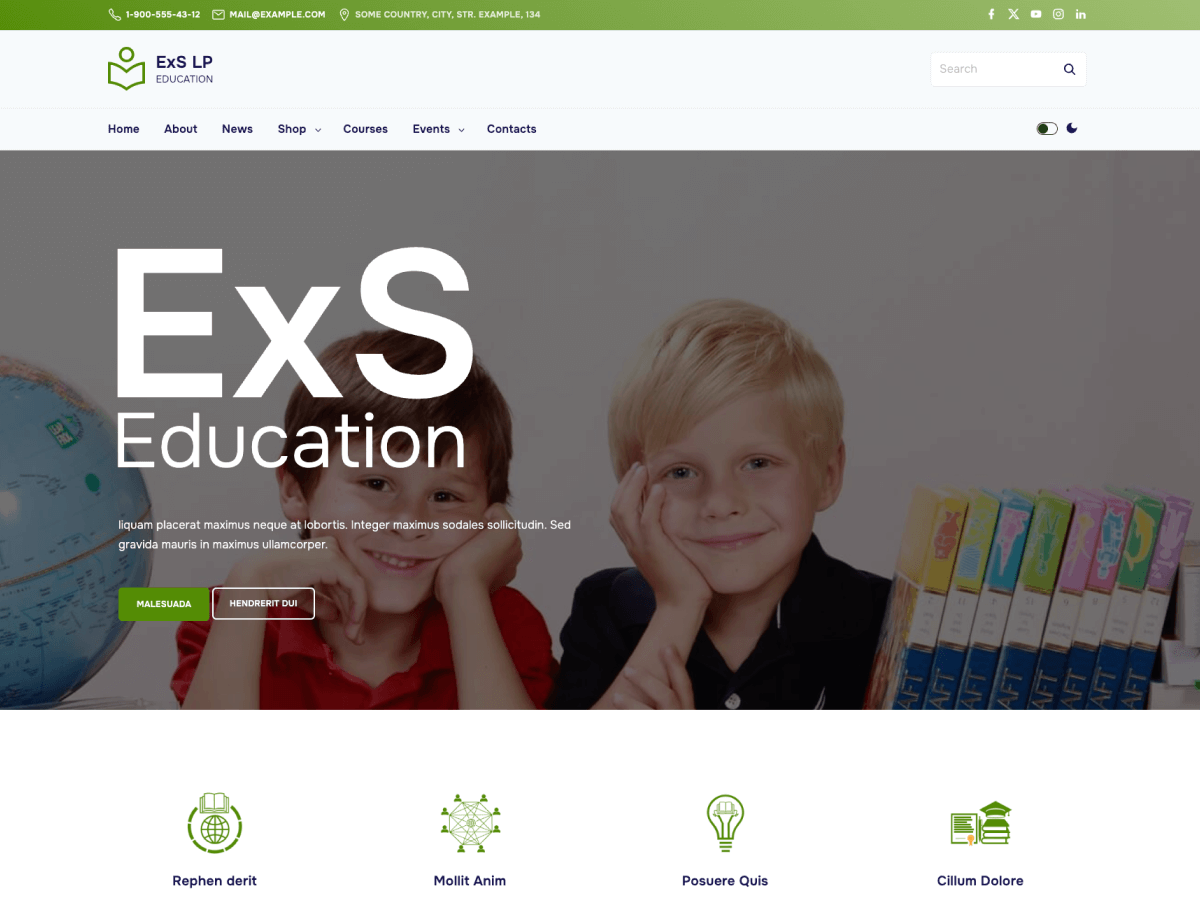 1-900-555-43-12 MAIL@EXAMPLE.COM SOME COUNTRY, CITY, STR. EXAMPLE, 134
ExS LP
EDUCATION
Search
Home About News Shop Courses Events Contacts
ExS
Education
liquam placerat maximus neque at lobortis. Integer maximus sodales sollicitudin. Sed
gravida mauris in maximus ullamcorper.
MALESUADA HENDRERIT DUI
Rephen derit Mollit Anim Posuere Quis Cillum Dolore